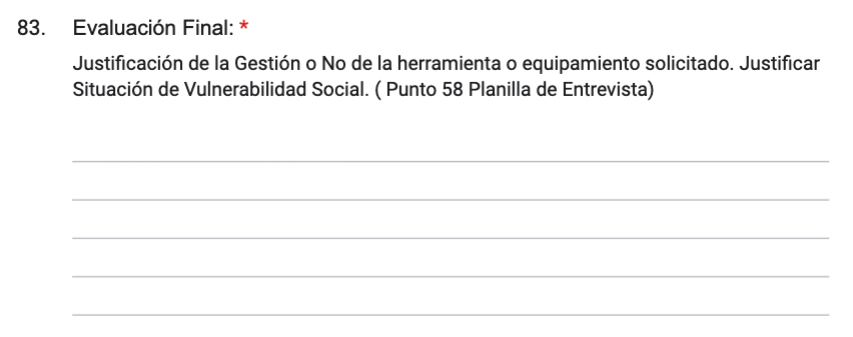 83. Evaluación Final: *
Justificación de la Gestión o No de la herramienta o equipamiento solicitado. Justificar
Situación de Vulnerabilidad Social. ( Punto 58 Planilla de Entrevista)